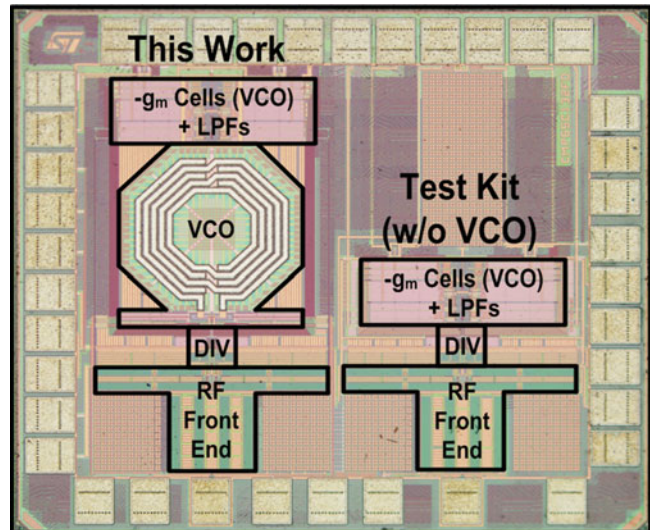 ST
This Work
-gm Cells (VCO)
+ LPFs
VCO
DIV
RF
Front
End
Test Kit
(w/o VCO)
-gm Cells (VCO)
+ LPFs
DIV
RF
Front
End